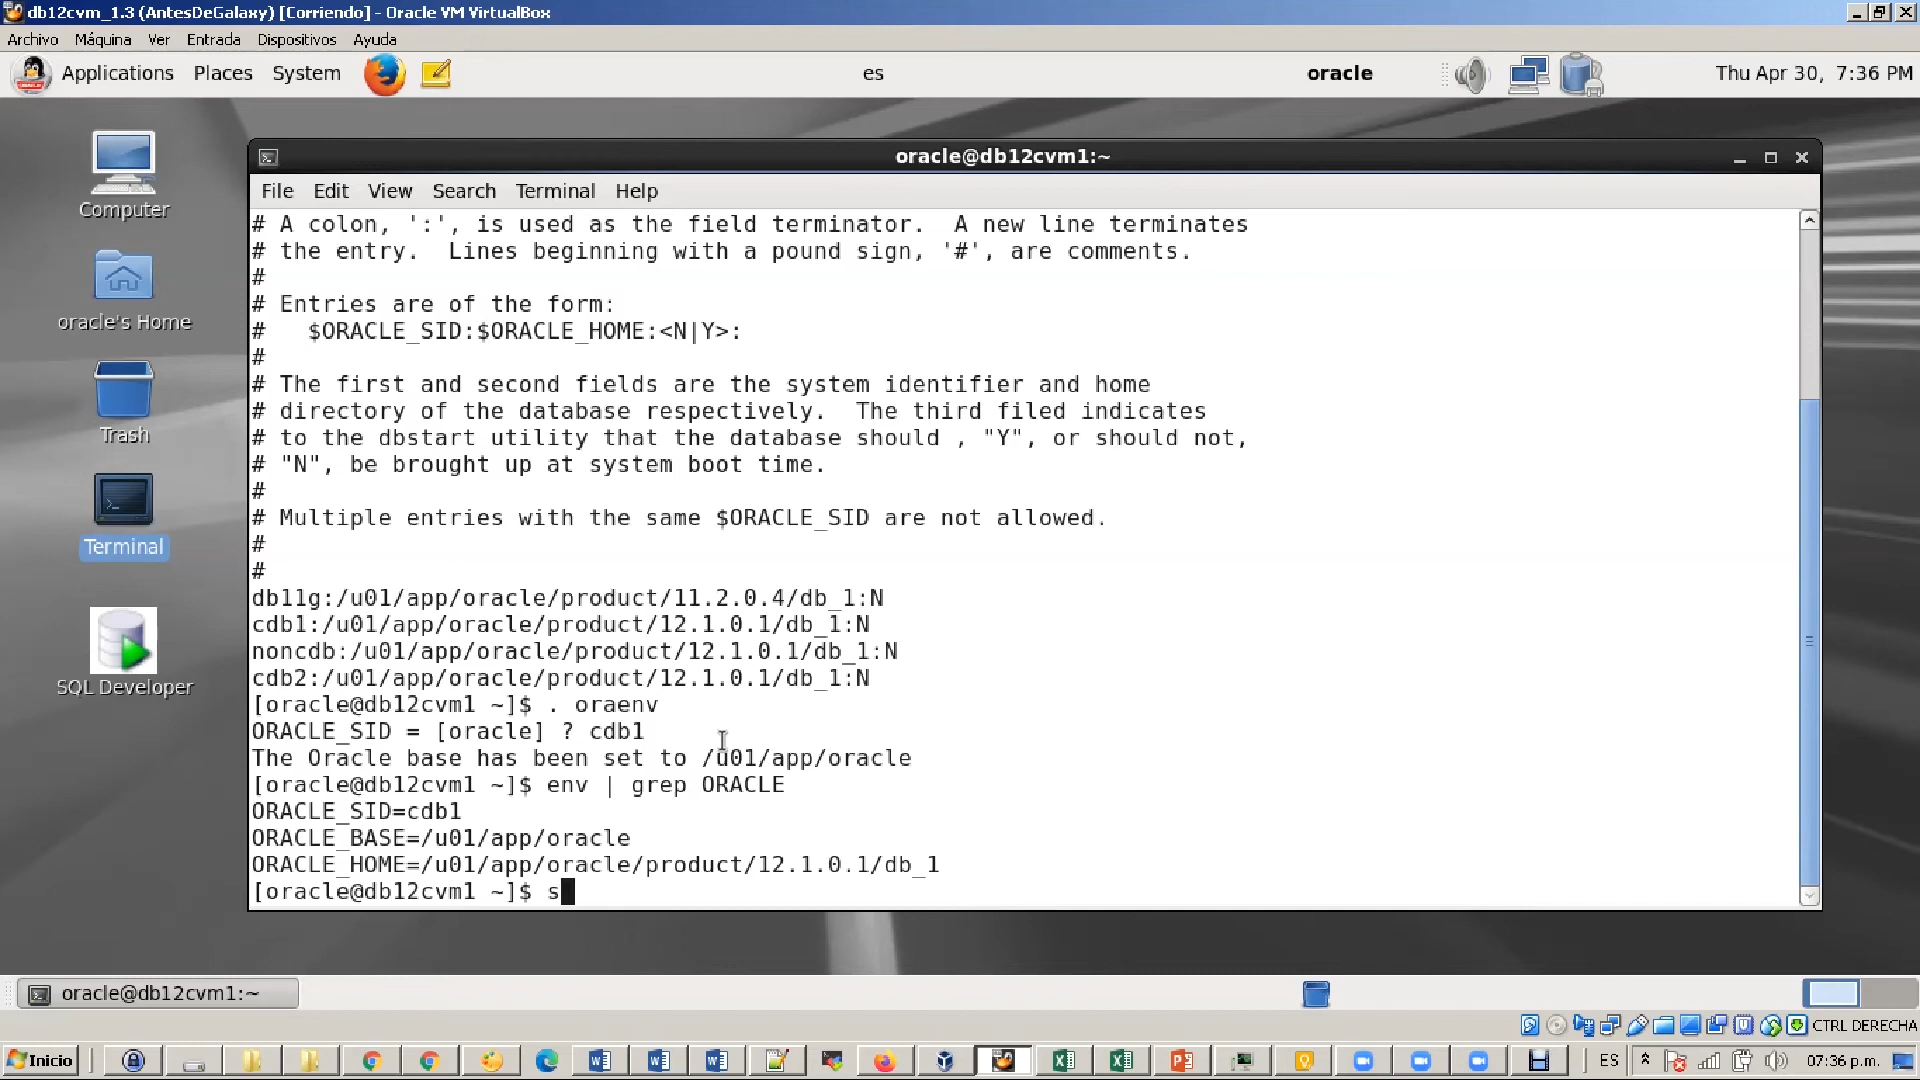 db12cvm_1.3 (AntesDeGalaxy) [Corriendo] - Oracle VM VirtualBox
Archivo Máquina Ver Entrada Dispositivos Ayuda
Applications Places System es oracle Thu Apr 30, 7:36 PM
Computer
oracle's Home
Trash
Terminal
SQL Developer
oracle@db12cvm1:~
File Edit View Search Terminal Help
# A colon, ':', is used as the field terminator.  A new line terminates
# the entry.  Lines beginning with a pound sign, '#', are comments.
#
# Entries are of the form:
#   $ORACLE_SID:$ORACLE_HOME:<N|Y>:
#
# The first and second fields are the system identifier and home
# directory of the database respectively.  The third filed indicates
# to the dbstart utility that the database should , "Y", or should not,
# "N", be brought up at system boot time.
#
# Multiple entries with the same $ORACLE_SID are not allowed.
#
#
db11g:/u01/app/oracle/product/11.2.0.4/db_1:N
cdb1:/u01/app/oracle/product/12.1.0.1/db_1:N
noncdb:/u01/app/oracle/product/12.1.0.1/db_1:N
cdb2:/u01/app/oracle/product/12.1.0.1/db_1:N
[oracle@db12cvm1 ~]$ . oraenv
ORACLE_SID = [oracle] ? cdb1
The Oracle base has been set to /u01/app/oracle
[oracle@db12cvm1 ~]$ env | grep ORACLE
ORACLE_SID=cdb1
ORACLE_BASE=/u01/app/oracle
ORACLE_HOME=/u01/app/oracle/product/12.1.0.1/db_1
[oracle@db12cvm1 ~]$ s
oracle@db12cvm1:~
CTRL DERECHA
Inicio ES 07:36 p.m.